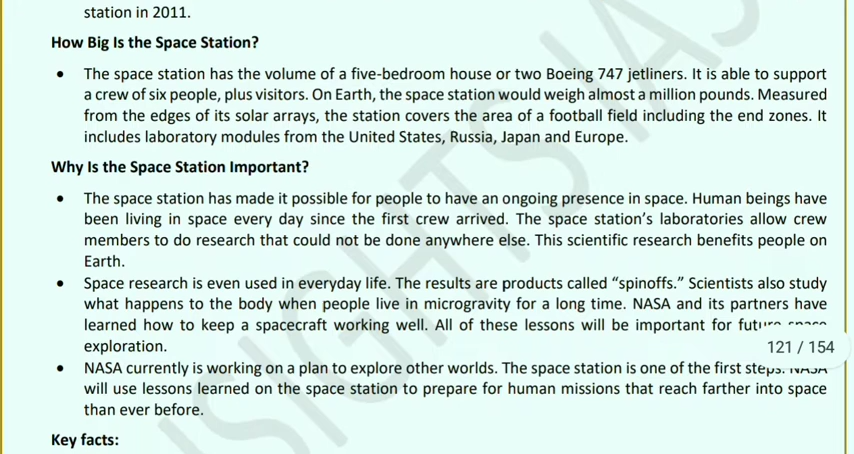 station in 2011.
How Big Is the Space Station?
• The space station has the volume of a five-bedroom house or two Boeing 747 jetliners. It is able to support
a crew of six people, plus visitors. On Earth, the space station would weigh almost a million pounds. Measured
from the edges of its solar arrays, the station covers the area of a football field including the end zones. It
includes laboratory modules from the United States, Russia, Japan and Europe.
Why Is the Space Station Important?
• The space station has made it possible for people to have an ongoing presence in space. Human beings have
been living in space every day since the first crew arrived. The space station's laboratories allow crew
members to do research that could not be done anywhere else. This scientific research benefits people on
Earth.
• Space research is even used in everyday life. The results are products called “spinoffs.” Scientists also study
what happens to the body when people live in microgravity for a long time. NASA and its partners have
learned how to keep a spacecraft working well. All of these lessons will be important for future space
exploration.
121 / 154
• NASA currently is working on a plan to explore other worlds. The space station is one of the first steps. NASA
will use lessons learned on the space station to prepare for human missions that reach farther into space
than ever before.
Key facts:
INSIGHTS IAS